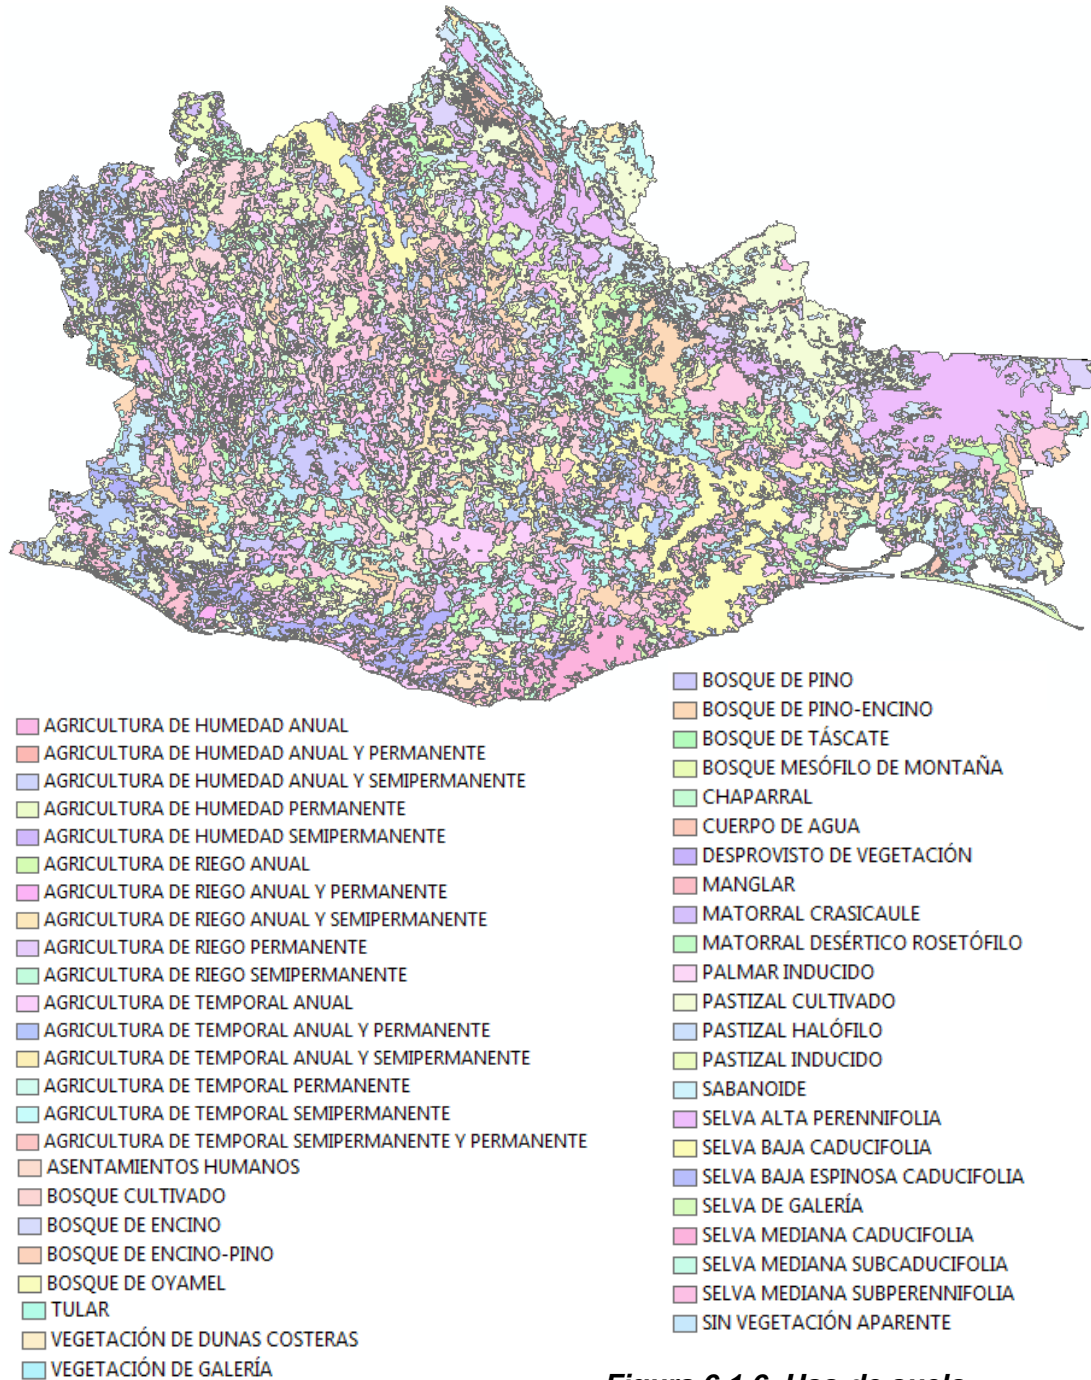 AGRICULTURA DE HUMEDAD ANUAL
AGRICULTURA DE HUMEDAD ANUAL Y PERMANENTE
AGRICULTURA DE HUMEDAD ANUAL Y SEMIPERMANENTE
AGRICULTURA DE HUMEDAD PERMANENTE
AGRICULTURA DE HUMEDAD SEMIPERMANENTE
AGRICULTURA DE RIEGO ANUAL
AGRICULTURA DE RIEGO ANUAL Y PERMANENTE
AGRICULTURA DE RIEGO ANUAL Y SEMIPERMANENTE
AGRICULTURA DE RIEGO PERMANENTE
AGRICULTURA DE RIEGO SEMIPERMANENTE
AGRICULTURA DE TEMPORAL ANUAL
AGRICULTURA DE TEMPORAL ANUAL Y PERMANENTE
AGRICULTURA DE TEMPORAL ANUAL Y SEMIPERMANENTE
AGRICULTURA DE TEMPORAL PERMANENTE
AGRICULTURA DE TEMPORAL SEMIPERMANENTE
AGRICULTURA DE TEMPORAL SEMIPERMANENTE Y PERMANENTE
ASENTAMIENTOS HUMANOS
BOSQUE CULTIVADO
BOSQUE DE ENCINO
BOSQUE DE ENCINO-PINO
BOSQUE DE OYAMEL
TULAR
VEGETACIÓN DE DUNAS COSTERAS
VEGETACIÓN DE GALERÍA
BOSQUE DE PINO
BOSQUE DE PINO-ENCINO
BOSQUE DE TÁSCATE
BOSQUE MESÓFILO DE MONTAÑA
CHAPARRAL
CUERPO DE AGUA
DESPROVISTO DE VEGETACIÓN
MANGLAR
MATORRAL CRASICAULE
MATORRAL DESÉRTICO ROSETÓFILO
PALMAR INDUCIDO
PASTIZAL CULTIVADO
PASTIZAL HALÓFILO
PASTIZAL INDUCIDO
SABANOIDE
SELVA ALTA PERENNIFOLIA
SELVA BAJA CADUCIFOLIA
SELVA BAJA ESPINOSA CADUCIFOLIA
SELVA DE GALERÍA
SELVA MEDIANA CADUCIFOLIA
SELVA MEDIANA SUBCADUCIFOLIA
SELVA MEDIANA SUBPERENNIFOLIA
SIN VEGETACIÓN APARENTE
Figura 6.1.6. Uso de suelo